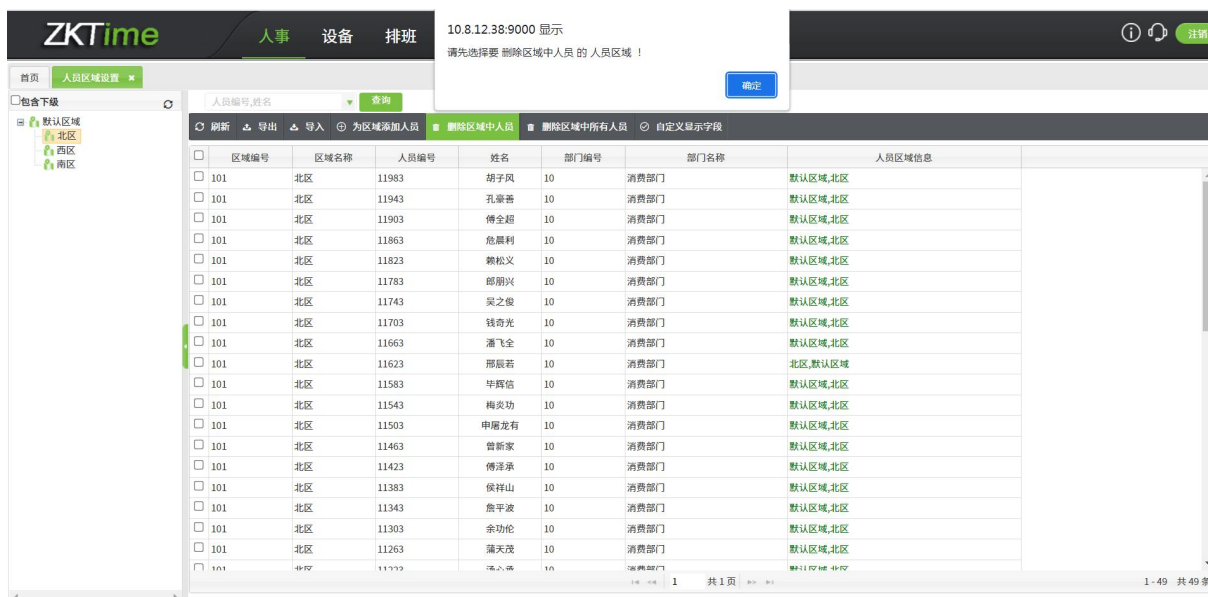 ZKTime
人事 设备 排班
10.8.12.38:9000 显示
请先选择要 删除区域中人员 的 人员区域 ！
确定
注销
首页 人员区域设置
包含下级
默认区域
北区
西区
南区
人员编号,姓名 查询
刷新 导出 导入 为区域添加人员 删除区域中人员 删除区域中所有人员 自定义显示字段
区域编号 区域名称 人员编号 姓名 部门编号 部门名称 人员区域信息
101 北区 11983 胡子风 10 消费部门 默认区域,北区
101 北区 11943 孔豪善 10 消费部门 默认区域,北区
101 北区 11903 傅全超 10 消费部门 默认区域,北区
101 北区 11863 危晨利 10 消费部门 默认区域,北区
101 北区 11823 赖松义 10 消费部门 默认区域,北区
101 北区 11783 郎朋兴 10 消费部门 默认区域,北区
101 北区 11743 吴之俊 10 消费部门 默认区域,北区
101 北区 11703 钱奇光 10 消费部门 默认区域,北区
101 北区 11663 潘飞全 10 消费部门 默认区域,北区
101 北区 11623 邢辰若 10 消费部门 北区,默认区域
101 北区 11583 毕辉信 10 消费部门 默认区域,北区
101 北区 11543 梅炎功 10 消费部门 默认区域,北区
101 北区 11503 申屠龙有 10 消费部门 默认区域,北区
101 北区 11463 曾新家 10 消费部门 默认区域,北区
101 北区 11423 傅泽承 10 消费部门 默认区域,北区
101 北区 11383 侯祥山 10 消费部门 默认区域,北区
101 北区 11343 詹平波 10 消费部门 默认区域,北区
101 北区 11303 余功伦 10 消费部门 默认区域,北区
101 北区 11263 蒲天茂 10 消费部门 默认区域,北区
101 北区 11223 汤心承 10 消费部门 默认区域,北区
1 共1页 1 - 49 共 49 条